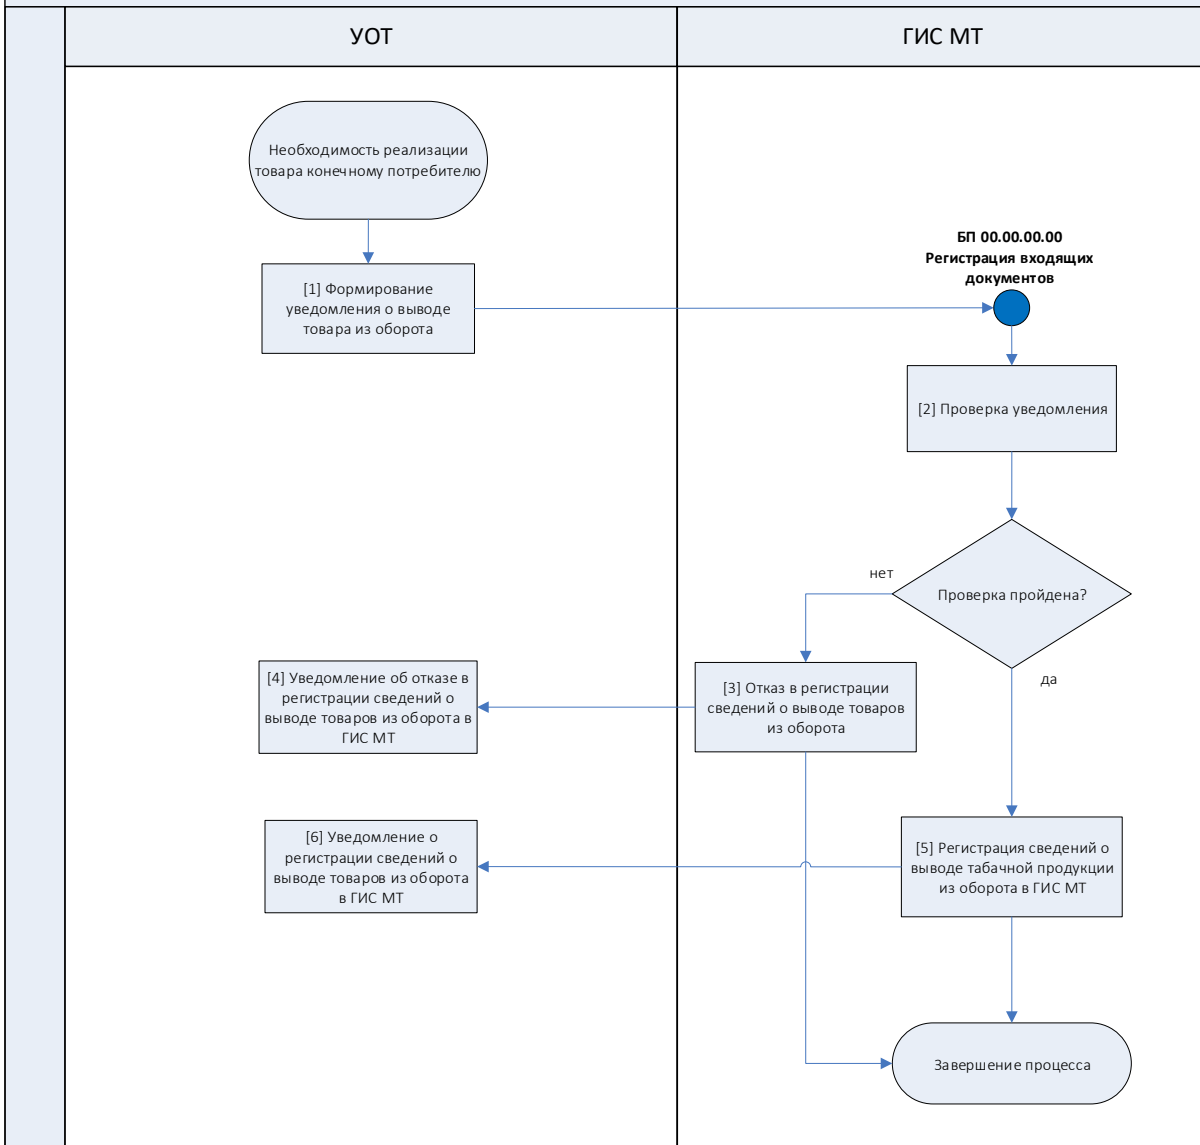 УОТ
ГИС МТ
Необходимость реализации
товара конечному потребителю
БП 00.00.00.00
Регистрация входящих
документов
[1] Формирование
уведомления о выводе
товара из оборота
[2] Проверка уведомления
нет
Проверка пройдена?
да
[4] Уведомление об отказе в
регистрации сведений о
выводе товаров из оборота в
ГИС МТ
[3] Отказ в регистрации
сведений о выводе товаров
из оборота
[6] Уведомление о
регистрации сведений о
выводе товаров из оборота
в ГИС МТ
[5] Регистрация сведений о
выводе табачной продукции
из оборота в ГИС МТ
Завершение процесса